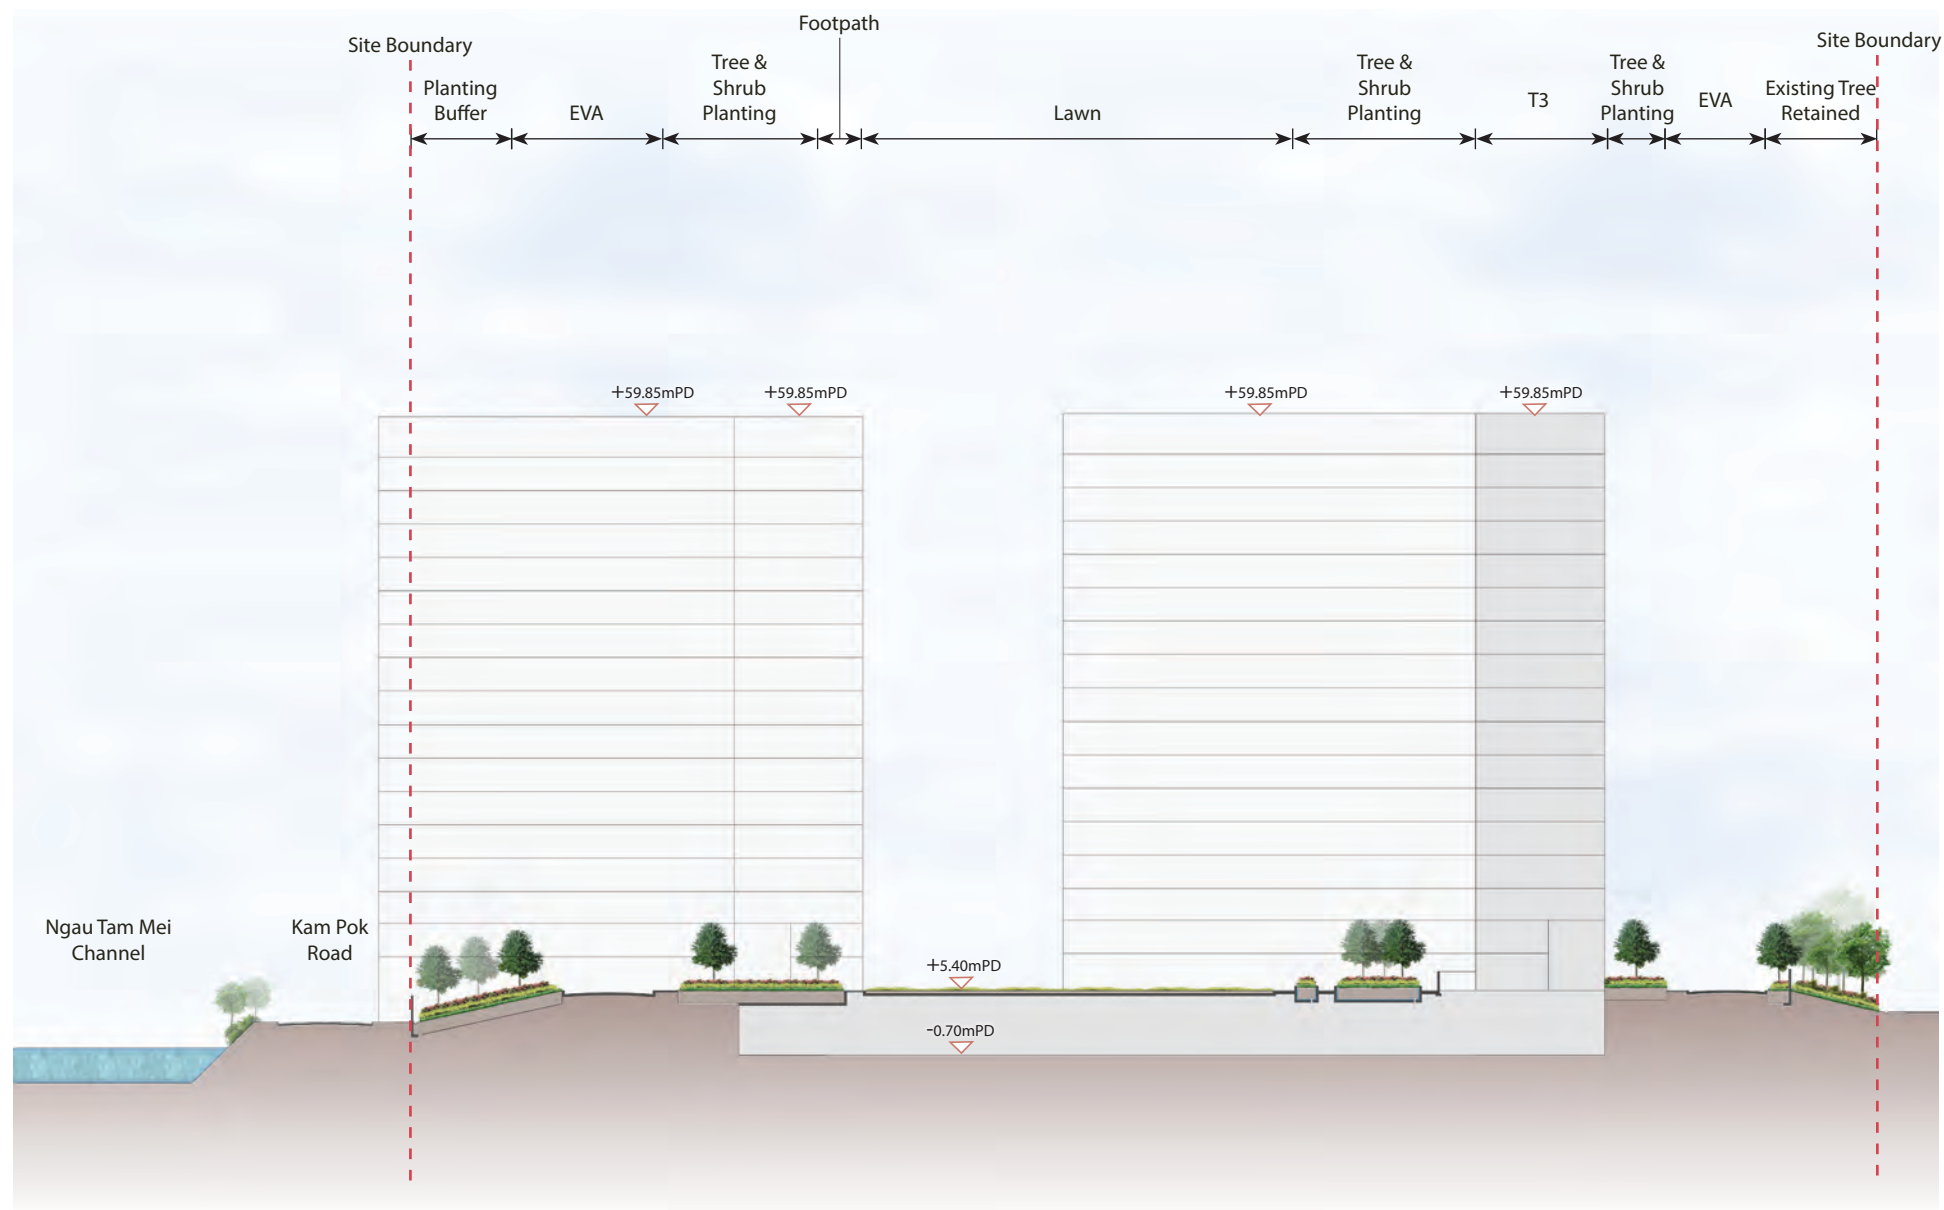 Footpath
Site Boundary
Site Boundary
Planting
Buffer
EVA
Tree &
Shrub
Planting
Lawn
Tree &
Shrub
Planting
T3
Tree &
Shrub
Planting
EVA
Existing Tree
Retained
+59.85mPD
+59.85mPD
+59.85mPD
+59.85mPD
Ngau Tam Mei
Channel
Kam Pok
Road
+5.40mPD
-0.70mPD